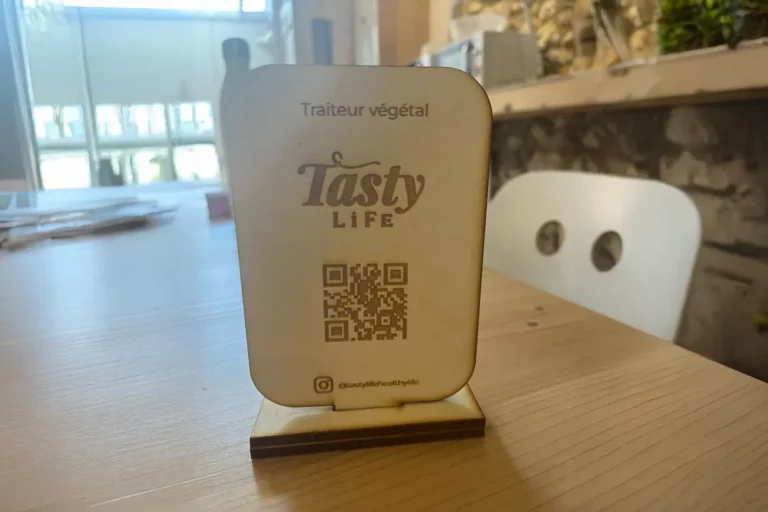 Traiteur végétal
Tasty
LiFE
@tastylifehealthylife